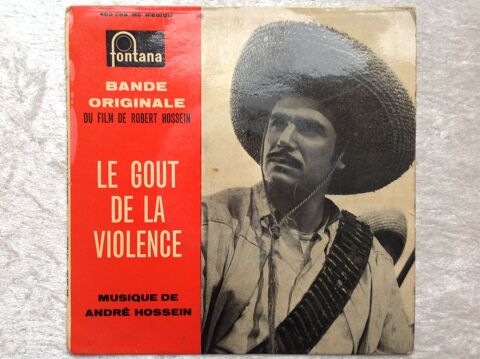 fontana
BANDE
ORIGINALE
DU FILM DE ROBERT HOSSEIN
LE GOUT
DE LA
VIOLENCE
MUSIQUE DE
ANDRÉ HOSSEIN